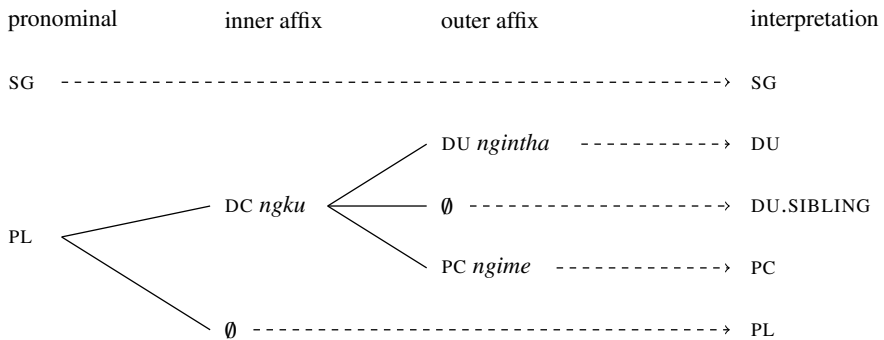 pronominal inner affix outer affix interpretation
SG SG
DU ngintha DU
DC ngku ∅ DU.SIBLING
PL
PC ngime PC
∅ PL